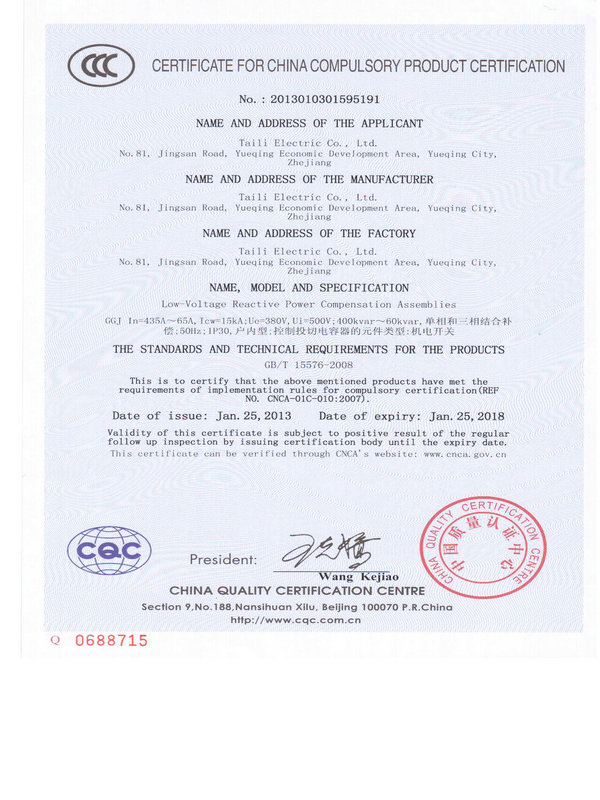 CCC
CERTIFICATE FOR CHINA COMPULSORY PRODUCT CERTIFICATION
No. : 2013010301595191
NAME AND ADDRESS OF THE APPLICANT
Taili Electric Co., Ltd.
No.81, Jingsan Road, Yueqing Economic Development Area, Yueqing City,
Zhejiang
NAME AND ADDRESS OF THE MANUFACTURER
Taili Electric Co., Ltd.
No.81, Jingsan Road, Yueqing Economic Development Area, Yueqing City,
Zhejiang
NAME AND ADDRESS OF THE FACTORY
Taili Electric Co., Ltd.
No.81, Jingsan Road, Yueqing Economic Development Area, Yueqing City,
Zhejiang
NAME, MODEL AND SPECIFICATION
Low-Voltage Reactive Power Compensation Assemblies
GGJ In=435A~65A,Icw=15kA;Ue=380V,Ui=500V;400kvar~60kvar,单相和三相结合补
偿;50Hz;IP30,户内型;控制投切电容器的元件类型:机电开关
THE STANDARDS AND TECHNICAL REQUIREMENTS FOR THE PRODUCTS
GB/T 15576-2008
This is to certify that the above mentioned products have met the
requirements of implementation rules for compulsory certification(REF
NO. CNCA-01C-010:2007).
Date of issue: Jan. 25, 2013 Date of expiry: Jan. 25, 2018
Validity of this certificate is subject to positive result of the regular
follow up inspection by issuing certification body until the expiry date.
This certificate can be verified through CNCA's website: www.cnca.gov.cn
CQC
President:
Wang Kejiao
CHINA QUALITY CERTIFICATION CENTRE
中国质量认证中心
CHINA QUALITY CERTIFICATION CENTRE
Section 9,No.188,Nansihuan Xilu, Beijing 100070 P.R.China
http://www.cqc.com.cn
Q 0688715